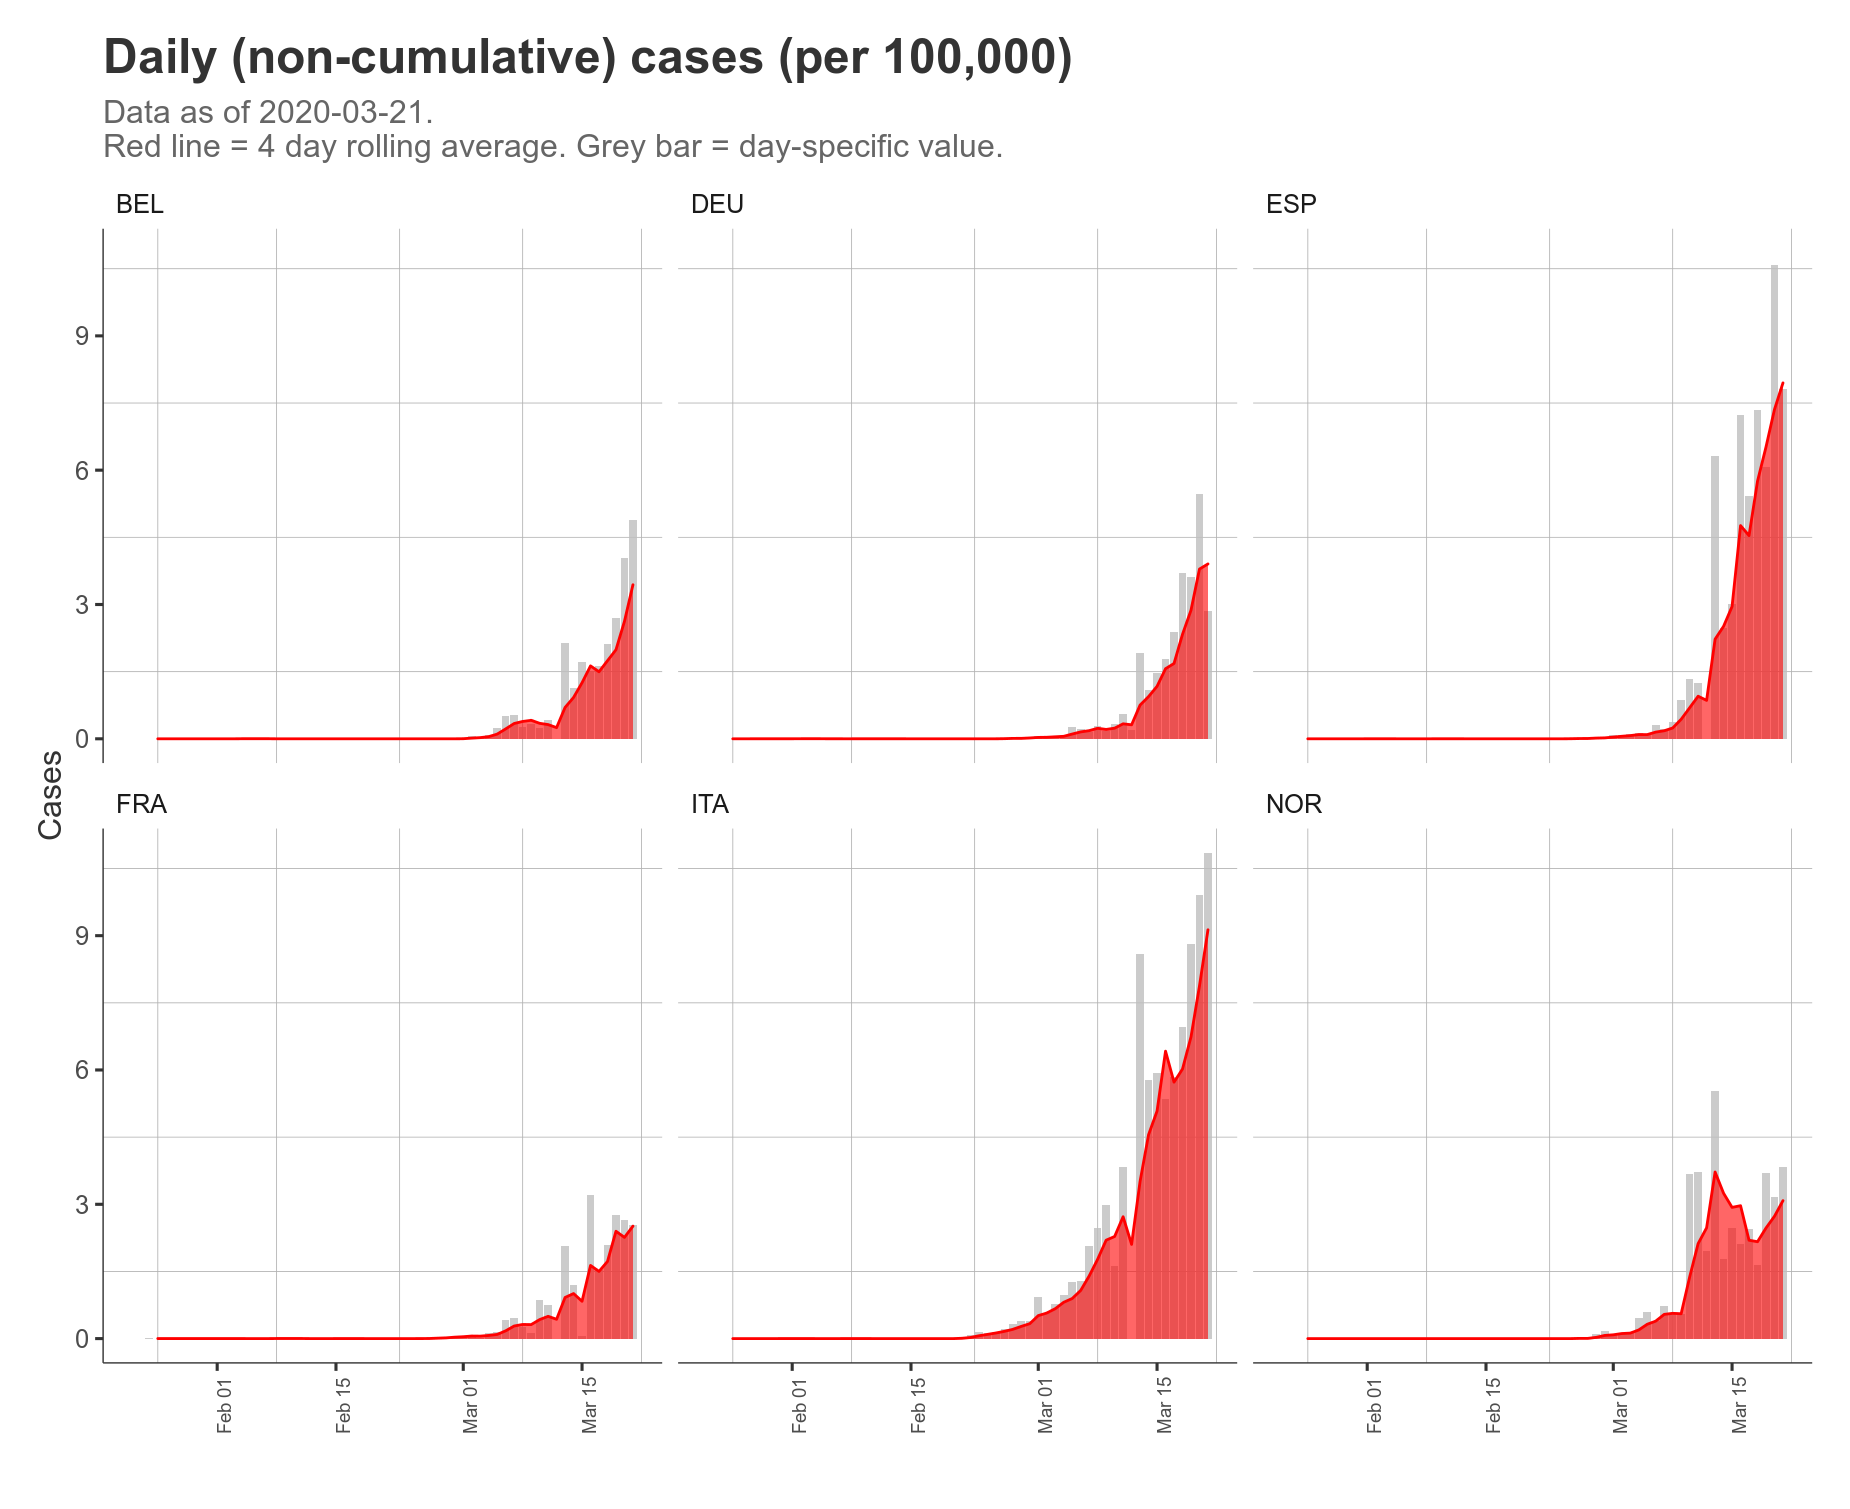 Daily (non-cumulative) cases (per 100,000)
Data as of 2020-03-21.
Red line = 4 day rolling average. Grey bar = day-specific value.
BEL
DEU
ESP
9
6
3
0
Cases
FRA
ITA
NOR
9
6
3
0
Feb 01
Feb 15
Mar 01
Mar 15
Feb 01
Feb 15
Mar 01
Mar 15
Feb 01
Feb 15
Mar 01
Mar 15